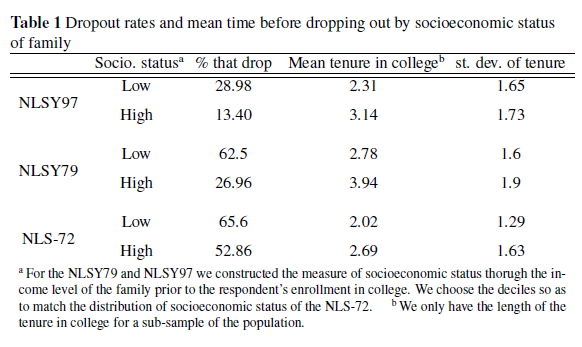 Table 1 Dropout rates and mean time before dropping out by socioeconomic status
of family
Socio. statusᵃ % that drop Mean tenure in collegeᵇ st. dev. of tenure
NLSY97
Low 28.98 2.31 1.65
High 13.40 3.14 1.73
NLSY79
Low 62.5 2.78 1.6
High 26.96 3.94 1.9
NLS-72
Low 65.6 2.02 1.29
High 52.86 2.69 1.63
ᵃ For the NLSY79 and NLSY97 we constructed the measure of socioeconomic status thorugh the in-
come level of the family prior to the respondent's enrollment in college. We choose the deciles so as
to match the distribution of socioeconomic status of the NLS-72. ᵇ We only have the length of the
tenure in college for a sub-sample of the population.